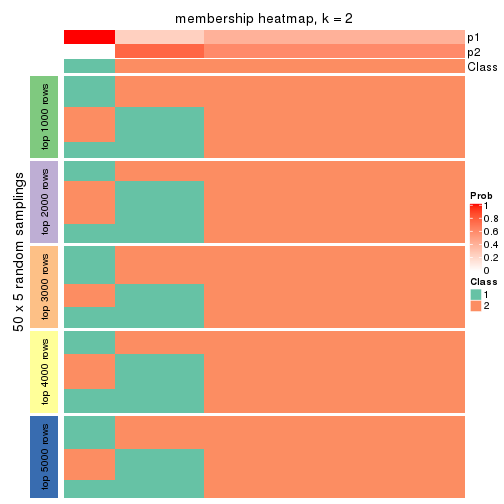 membership heatmap, k = 2
p1
p2
Class
50 x 5 random samplings
top 1000 rows
top 2000 rows
top 3000 rows
top 4000 rows
top 5000 rows
Prob
1
0.8
0.6
0.4
0.2
0
Class
1
2